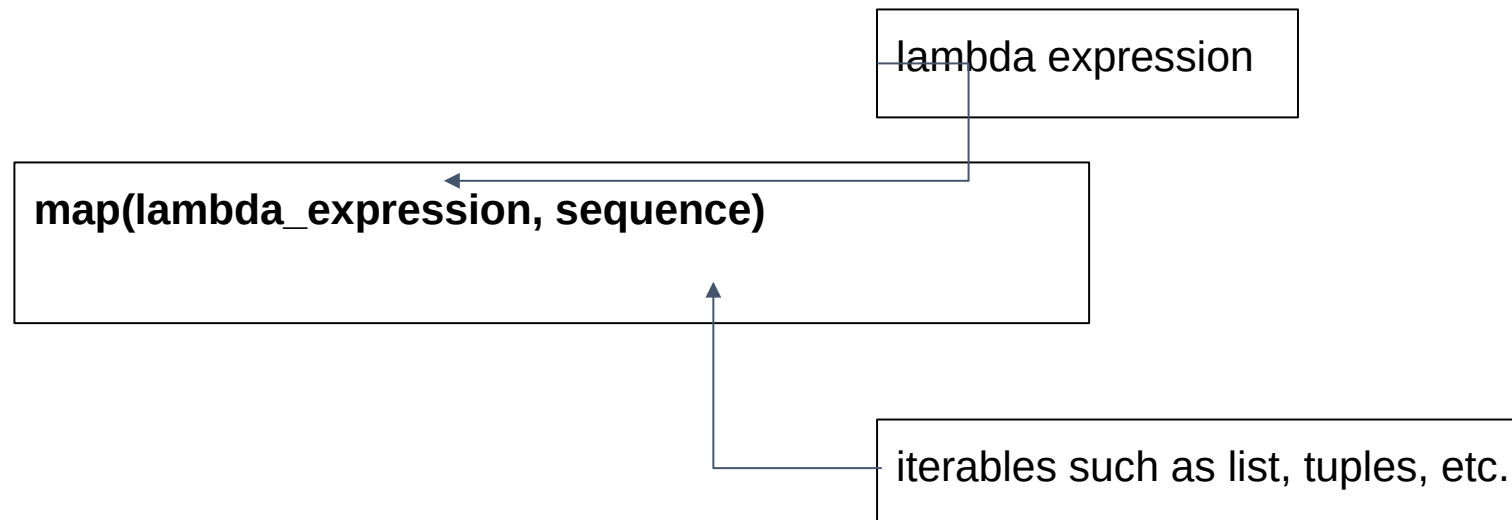 lambda expression
map(lambda_expression, sequence)
iterables such as list, tuples, etc.